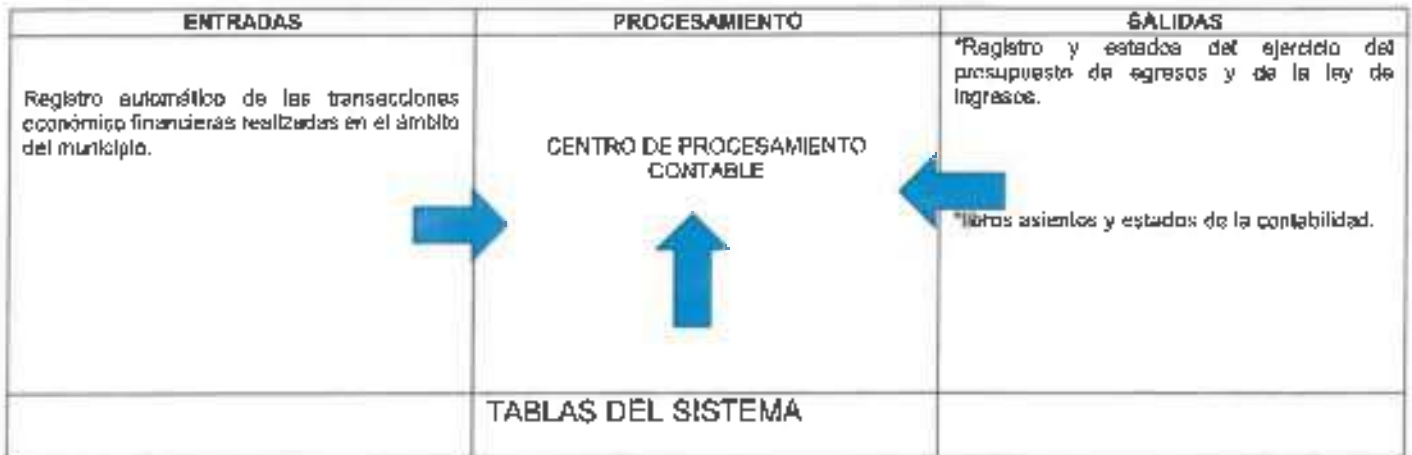 ENTRADAS
PROCESAMIENTO
SALIDAS
Registro automático de las transacciones
económico financieras realizadas en el ámbito
del municipio.
CENTRO DE PROCESAMIENTO
CONTABLE
*Registro y estados del ejercicio del
presupuesto de egresos y de la ley de
ingresos.
*libros asientos y estados de la contabilidad.
TABLAS DEL SISTEMA